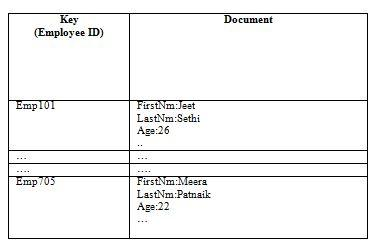 Key Document
(Employee ID)
Emp101 FirstNm:Jeet
LastNm:Sethi
Age:26
..
... ...
.... ....
Emp705 FirstNm:Meera
LastNm:Patnaik
Age:22
...